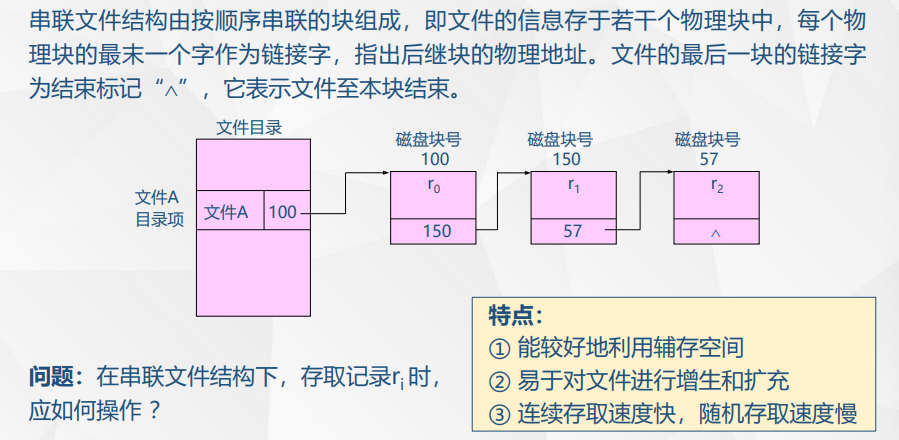 串联文件结构由按顺序串联的块组成，即文件的信息存于若干个物理块中，每个物
理块的最末一个字作为链接字，指出后继块的物理地址。文件的最后一块的链接字
为结束标记“∧”，它表示文件至本块结束。
文件目录
磁盘块号
100
磁盘块号
150
磁盘块号
57
文件A
目录项
文件A
100
r0
150
r1
57
r2
∧
特点：
① 能较好地利用辅存空间
② 易于对文件进行增生和扩充
③ 连续存取速度快，随机存取速度慢
问题：在串联文件结构下，存取记录ri 时，
应如何操作？